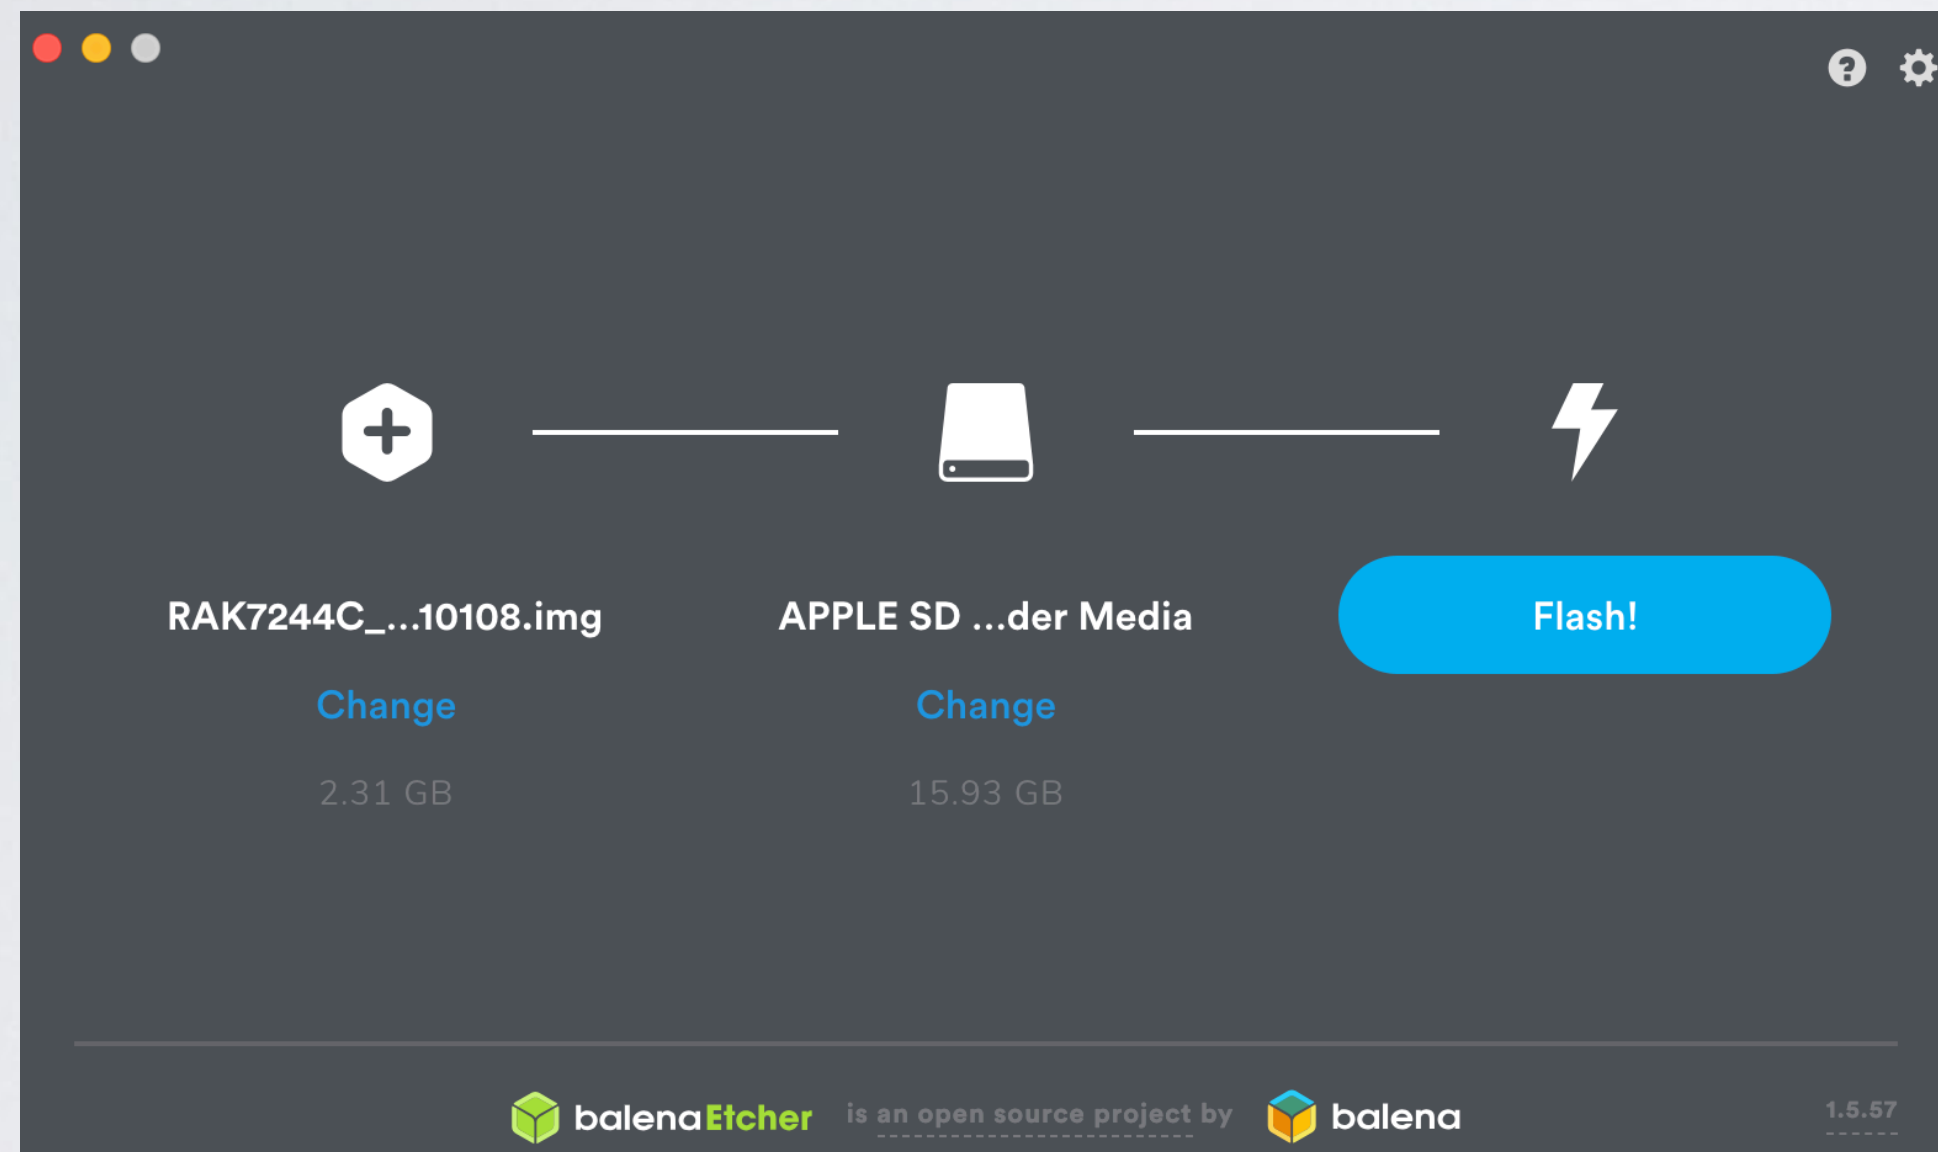 RAK7244C_...10108.img
APPLE SD ...der Media
Flash!
Change
Change
2.31 GB
15.93 GB
balenaEtcher is an open source project by balena
1.5.57